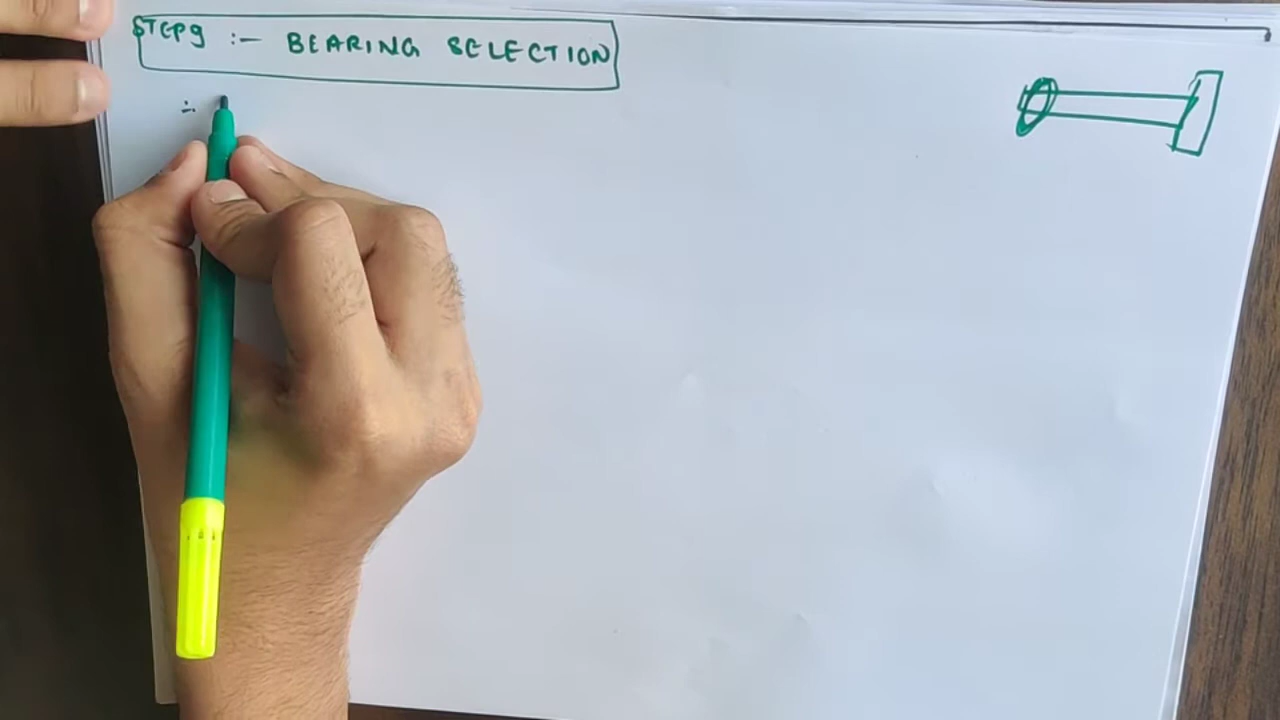 STEP 9 :- BEARING SELECTION
∴